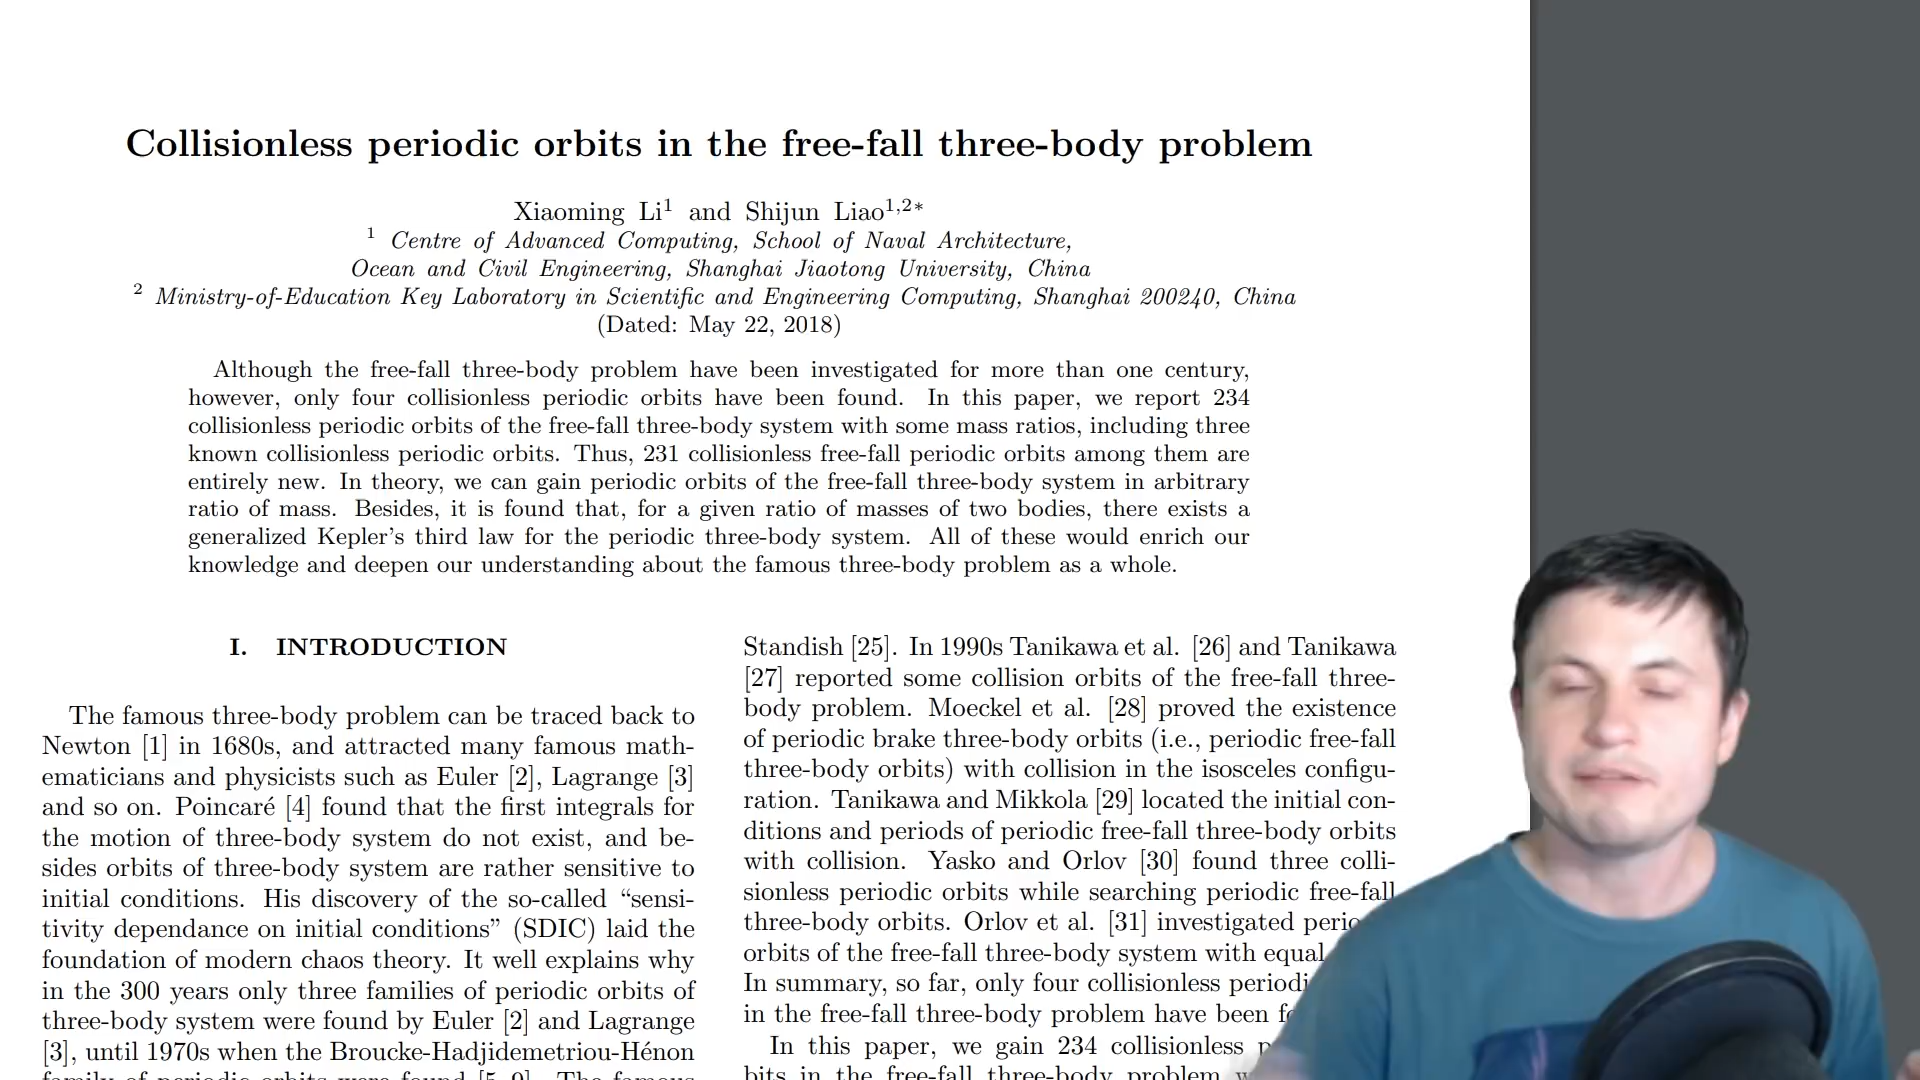 Collisionless periodic orbits in the free-fall three-body problem
Xiaoming Li1 and Shijun Liao1,2*
1 Centre of Advanced Computing, School of Naval Architecture,
Ocean and Civil Engineering, Shanghai Jiaotong University, China
2 Ministry-of-Education Key Laboratory in Scientific and Engineering Computing, Shanghai 200240, China
(Dated: May 22, 2018)
Although the free-fall three-body problem have been investigated for more than one century,
however, only four collisionless periodic orbits have been found. In this paper, we report 234
collisionless periodic orbits of the free-fall three-body system with some mass ratios, including three
known collisionless periodic orbits. Thus, 231 collisionless free-fall periodic orbits among them are
entirely new. In theory, we can gain periodic orbits of the free-fall three-body system in arbitrary
ratio of mass. Besides, it is found that, for a given ratio of masses of two bodies, there exists a
generalized Kepler's third law for the periodic three-body system. All of these would enrich our
knowledge and deepen our understanding about the famous three-body problem as a whole.
I. INTRODUCTION
The famous three-body problem can be traced back to
Newton [1] in 1680s, and attracted many famous math-
ematicians and physicists such as Euler [2], Lagrange [3]
and so on. Poincaré [4] found that the first integrals for
the motion of three-body system do not exist, and be-
sides orbits of three-body system are rather sensitive to
initial conditions. His discovery of the so-called “sensi-
tivity dependance on initial conditions” (SDIC) laid the
foundation of modern chaos theory. It well explains why
in the 300 years only three families of periodic orbits of
three-body system were found by Euler [2] and Lagrange
[3], until 1970s when the Broucke-Hadjidemetriou-Hénon
family of periodic orbits were found [5–9]. The famous
Standish [25]. In 1990s Tanikawa et al. [26] and Tanikawa
[27] reported some collision orbits of the free-fall three-
body problem. Moeckel et al. [28] proved the existence
of periodic brake three-body orbits (i.e., periodic free-fall
three-body orbits) with collision in the isosceles configu-
ration. Tanikawa and Mikkola [29] located the initial con-
ditions and periods of periodic free-fall three-body orbits
with collision. Yasko and Orlov [30] found three colli-
sionless periodic orbits while searching periodic free-fall
three-body orbits. Orlov et al. [31] investigated
orbits of the free-fall three-body system with equal
In summary, so far, only four collisionless
in the free-fall three-body problem have been
In this paper, we gain 234 collisionless
bits in the free-fall three-body problem